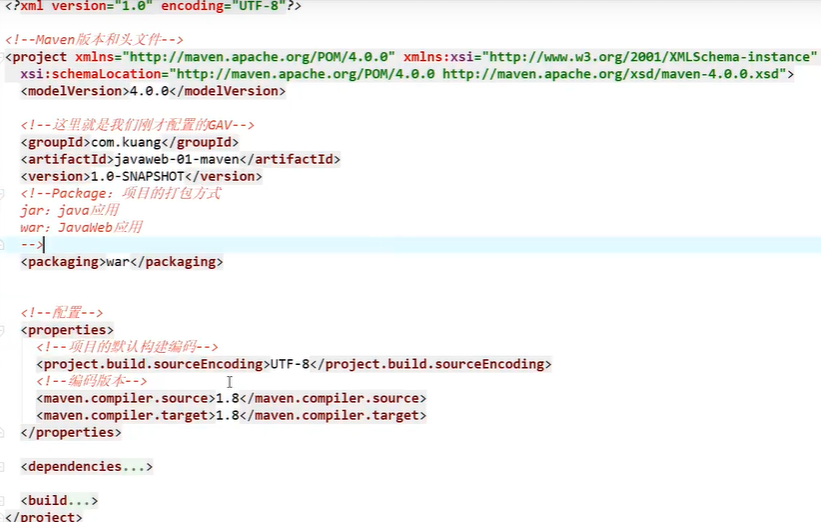 <?xml version="1.0" encoding="UTF-8"?>
<!--Maven版本和头文件-->
<project xmlns="http://maven.apache.org/POM/4.0.0" xmlns:xsi="http://www.w3.org/2001/XMLSchema-instance"
xsi:schemaLocation="http://maven.apache.org/POM/4.0.0 http://maven.apache.org/xsd/maven-4.0.0.xsd">
<modelVersion>4.0.0</modelVersion>
<!--这里就是我们刚才配置的GAV-->
<groupId>com.kuang</groupId>
<artifactId>javaweb-01-maven</artifactId>
<version>1.0-SNAPSHOT</version>
<!--Package：项目的打包方式
jar：java应用
war：JavaWeb应用
-->
<packaging>war</packaging>
<!--配置-->
<properties>
<!--项目的默认构建编码-->
<project.build.sourceEncoding>UTF-8</project.build.sourceEncoding>
<!--编码版本-->
<maven.compiler.source>1.8</maven.compiler.source>
<maven.compiler.target>1.8</maven.compiler.target>
</properties>
<dependencies...>
<build...>
</project>